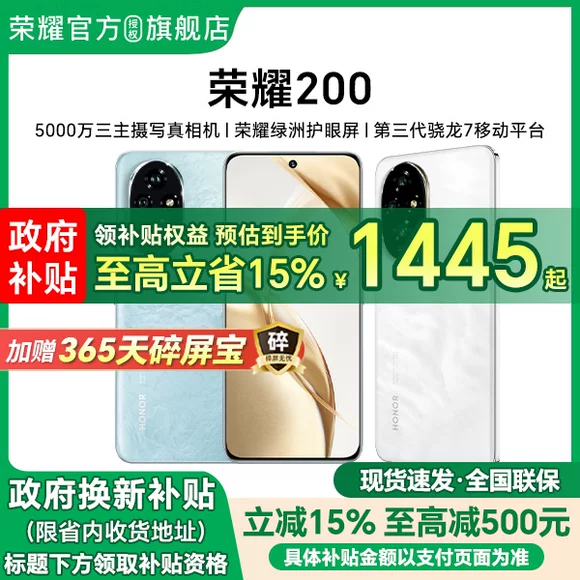 荣耀官方授权旗舰店
荣耀200
5000万三主摄写真相机|荣耀绿洲护眼屏|第三代骁龙7移动平台
政府
补贴
领补贴权益 预估到手价
至高立省15%
¥1445起
加赠365天碎屏宝
碎
碎屏无忧
HONOR
HONOR
政府换新补贴
(限省内收货地址)
标题下方领取补贴资格
现货速发·全国联保
立减15% 至高减500元
具体补贴金额以支付页面为准